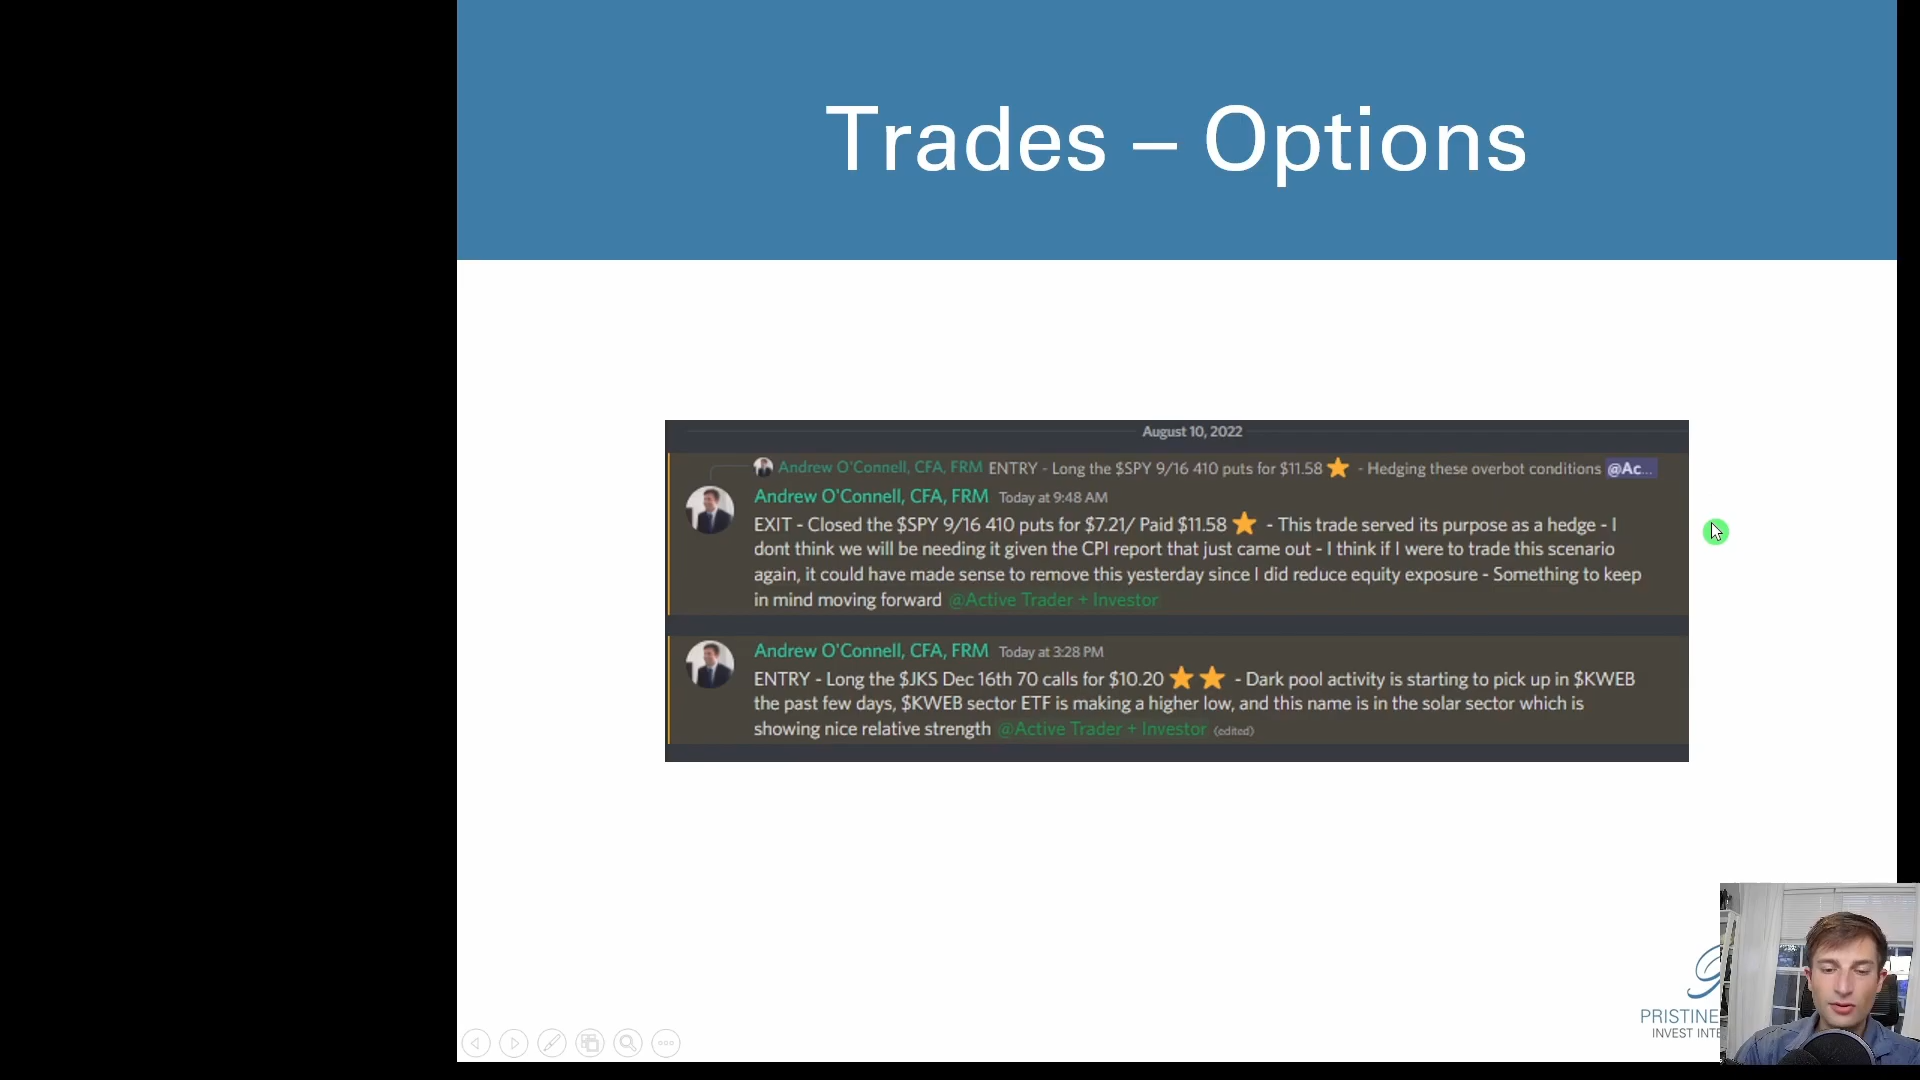 Trades – Options
August 10, 2022
Andrew O'Connell, CFA, FRM ENTRY - Long the $SPY 9/16 410 puts for $11.58 ⭐ - Hedging these overbot conditions @Ac...
Andrew O'Connell, CFA, FRM Today at 9:48 AM
EXIT - Closed the $SPY 9/16 410 puts for $7.21/ Paid $11.58 ⭐ - This trade served its purpose as a hedge - I
dont think we will be needing it given the CPI report that just came out - I think if I were to trade this scenario
again, it could have made sense to remove this yesterday since I did reduce equity exposure - Something to keep
in mind moving forward @Active Trader + Investor
Andrew O'Connell, CFA, FRM Today at 3:28 PM
ENTRY - Long the $JKS Dec 16th 70 calls for $10.20 ⭐ ⭐ - Dark pool activity is starting to pick up in $KWEB
the past few days, $KWEB sector ETF is making a higher low, and this name is in the solar sector which is
showing nice relative strength @Active Trader + Investor (edited)
PRISTINE
INVEST INTE